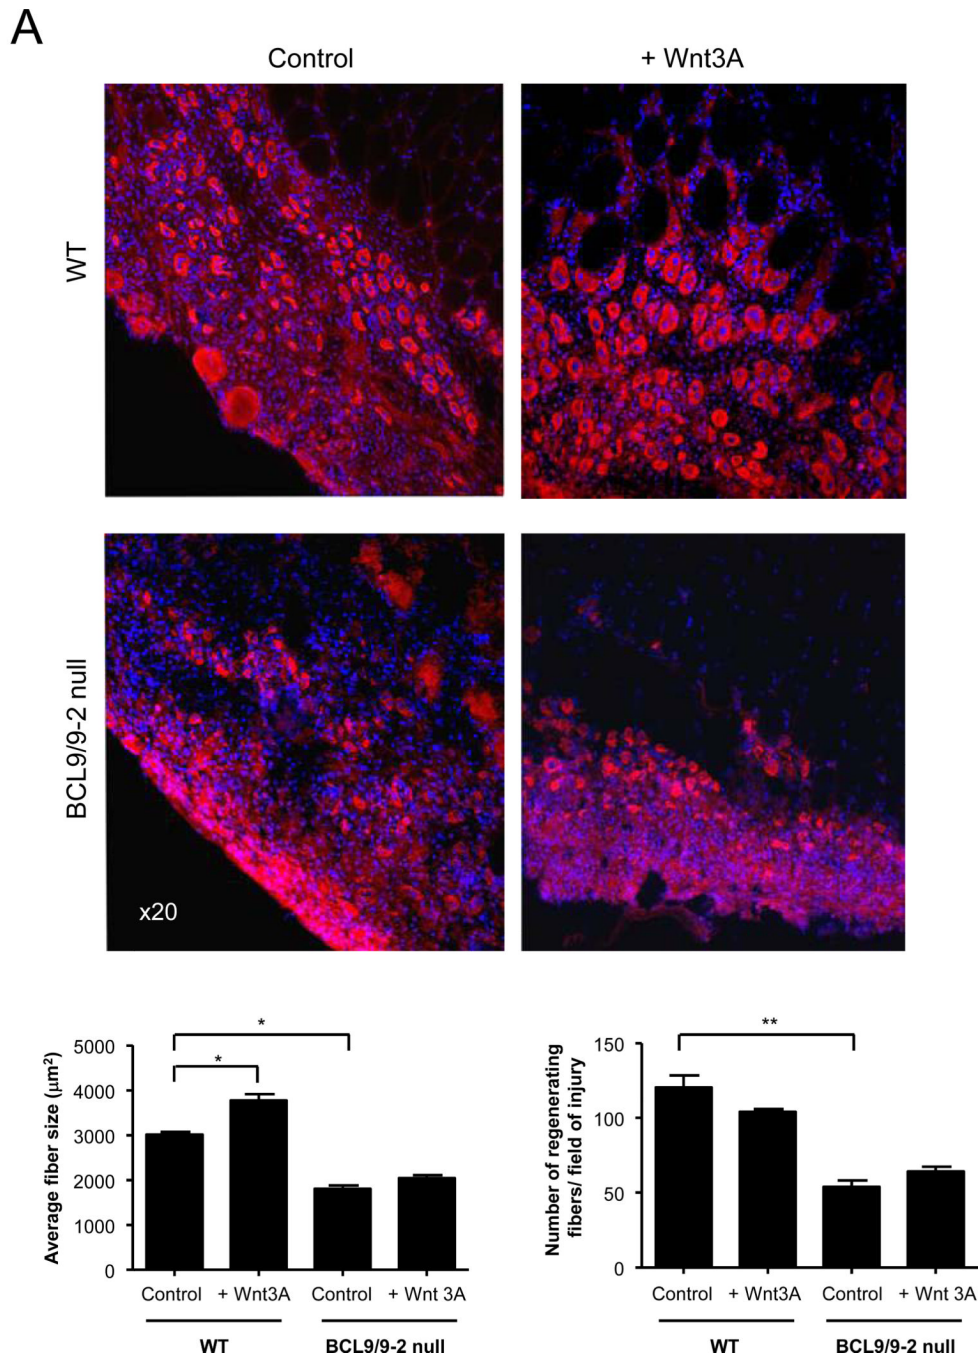 A
Control
+ Wnt3A
WT
BCL9/9-2 null
x20
*
*
5000
4000
3000
2000
1000
0
Average fiber size (μm²)
Control + Wnt3A Control + Wnt 3A
WT BCL9/9-2 null
**
150
100
50
0
Number of regenerating
fibers/ field of injury
Control + Wnt3A Control + Wnt 3A
WT BCL9/9-2 null